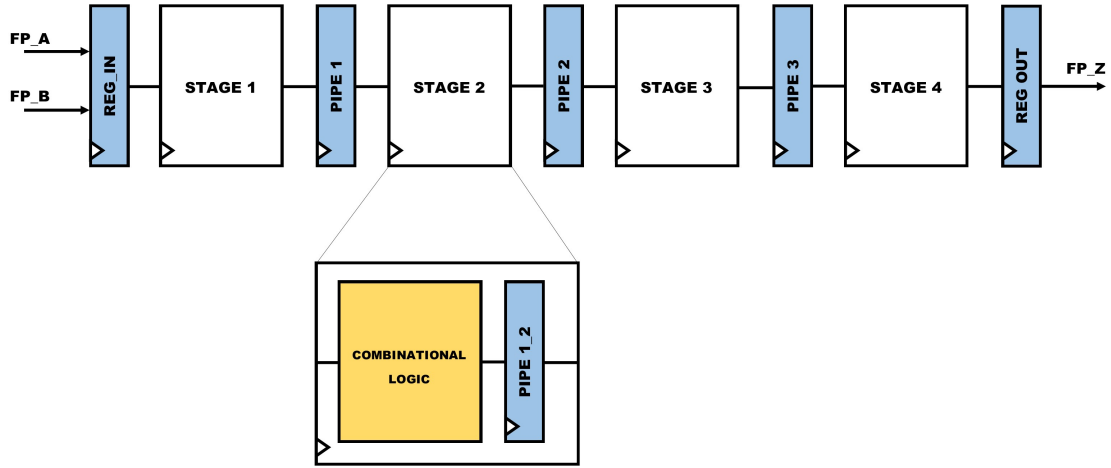 FP_A
FP_B
REG_IN
STAGE 1
PIPE 1
STAGE 2
PIPE 2
STAGE 3
PIPE 3
STAGE 4
REG OUT
FP_Z
COMBINATIONAL
LOGIC
PIPE 1_2